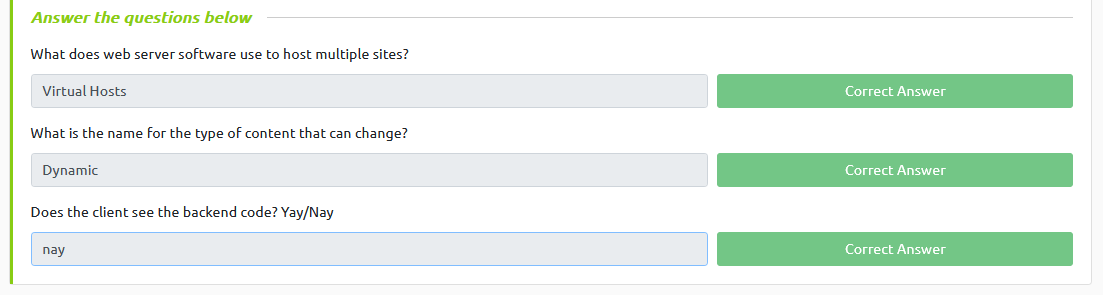 Answer the questions below
What does web server software use to host multiple sites?
Virtual Hosts
Correct Answer
What is the name for the type of content that can change?
Dynamic
Correct Answer
Does the client see the backend code? Yay/Nay
nay
Correct Answer